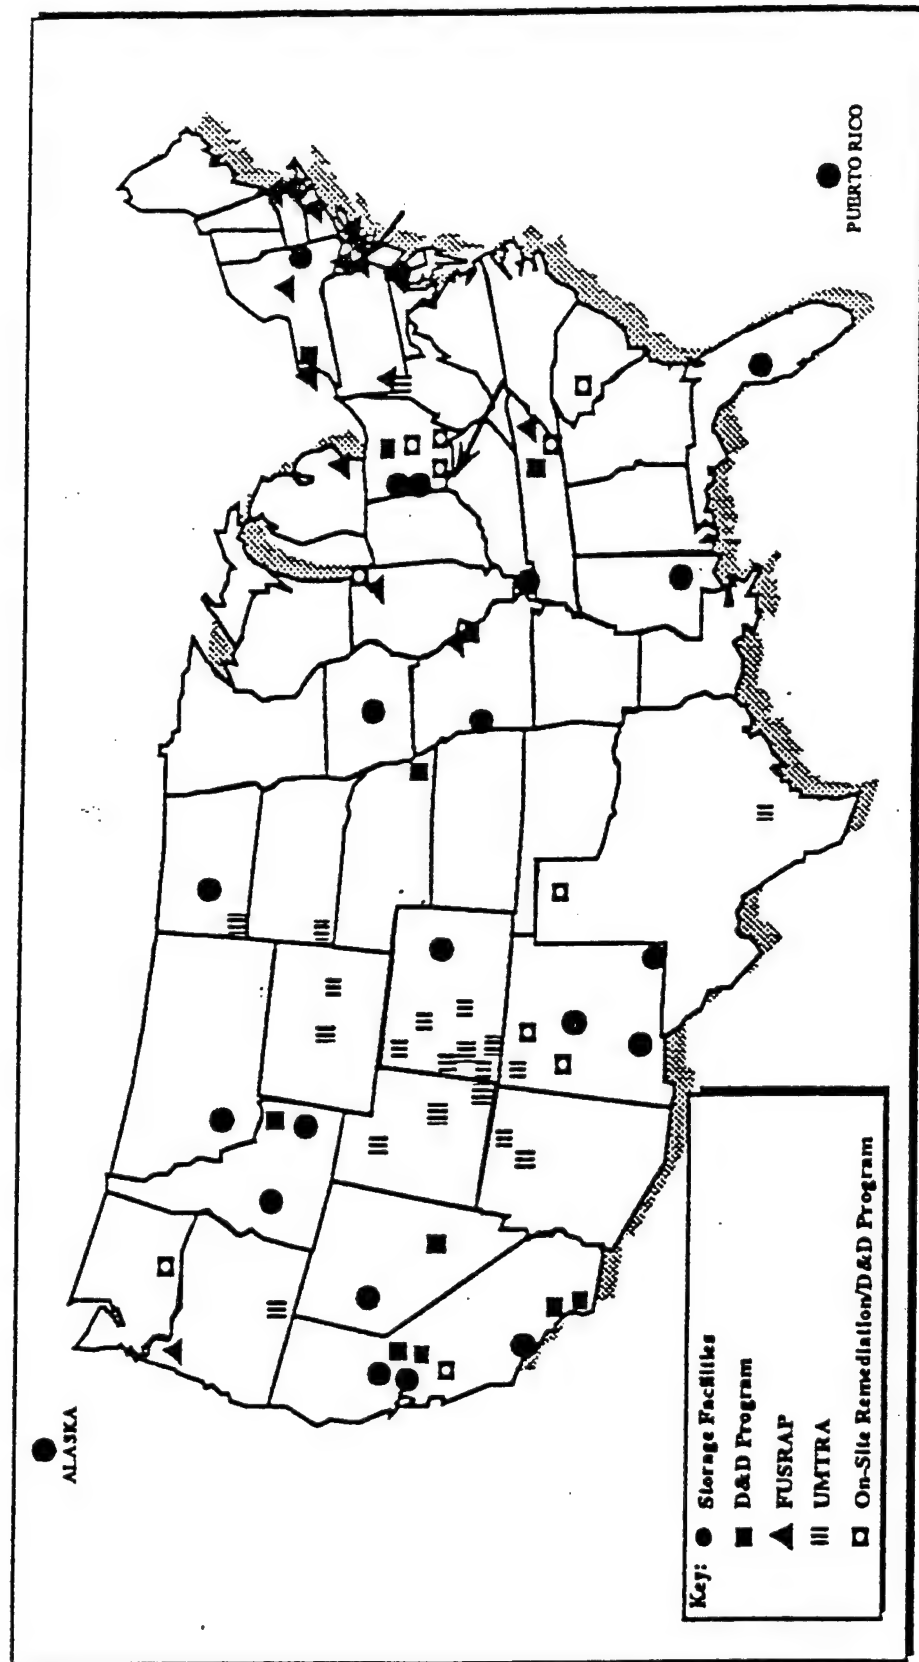 ALASKA
PUERTO RICO
Key: Storage Facilities
D&D Program
FUSRAP
UMTRA
On-Site Remediation/D&D Program